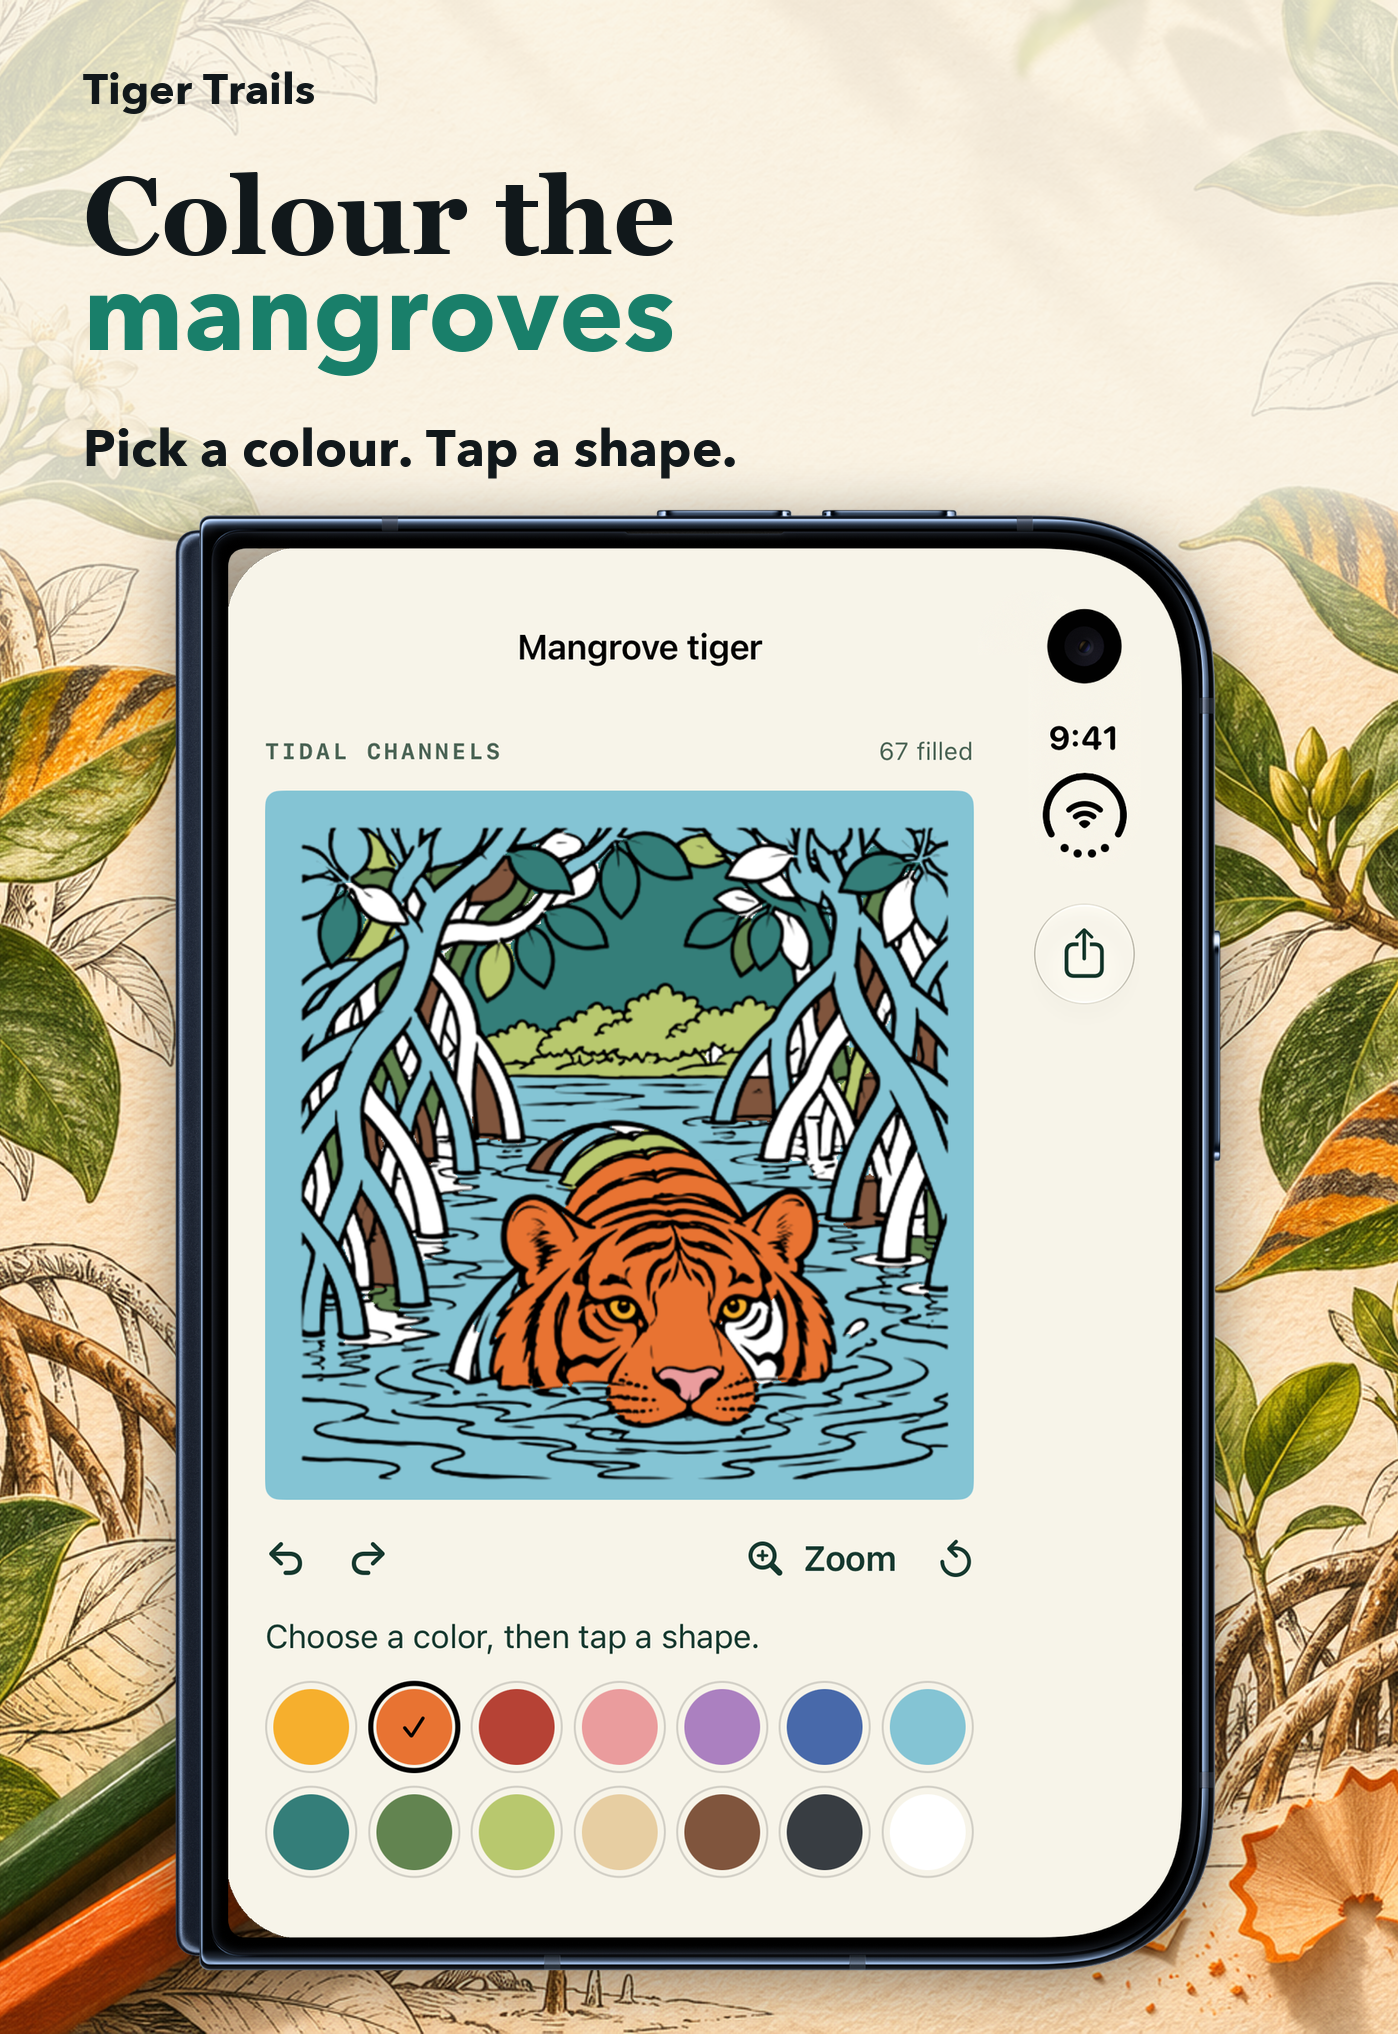 Tiger Trails
Colour the
mangroves
Pick a colour. Tap a shape.
Mangrove tiger
9:41
TIDAL CHANNELS
67 filled
Zoom
Choose a color, then tap a shape.